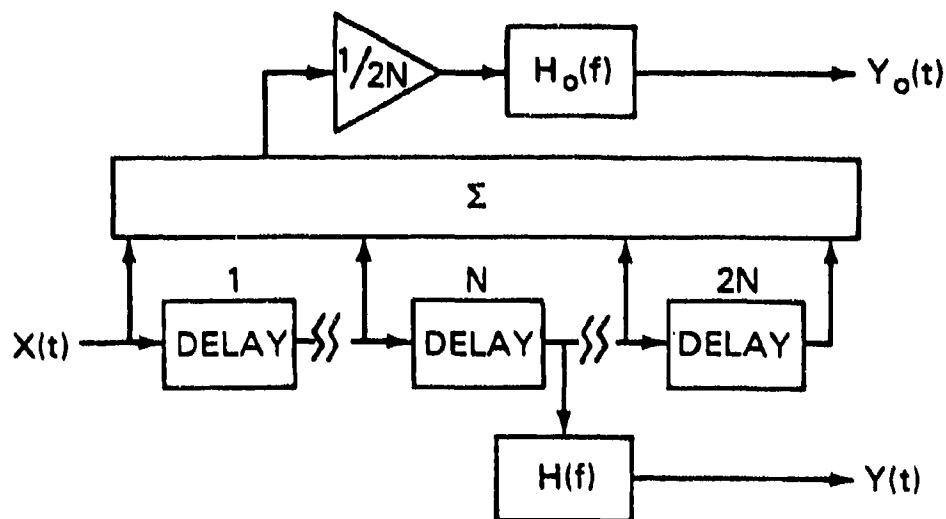 1/2N
H₀(f)
Y₀(t)
Σ
1
N
2N
X(t)
DELAY
DELAY
DELAY
H(f)
Y(t)